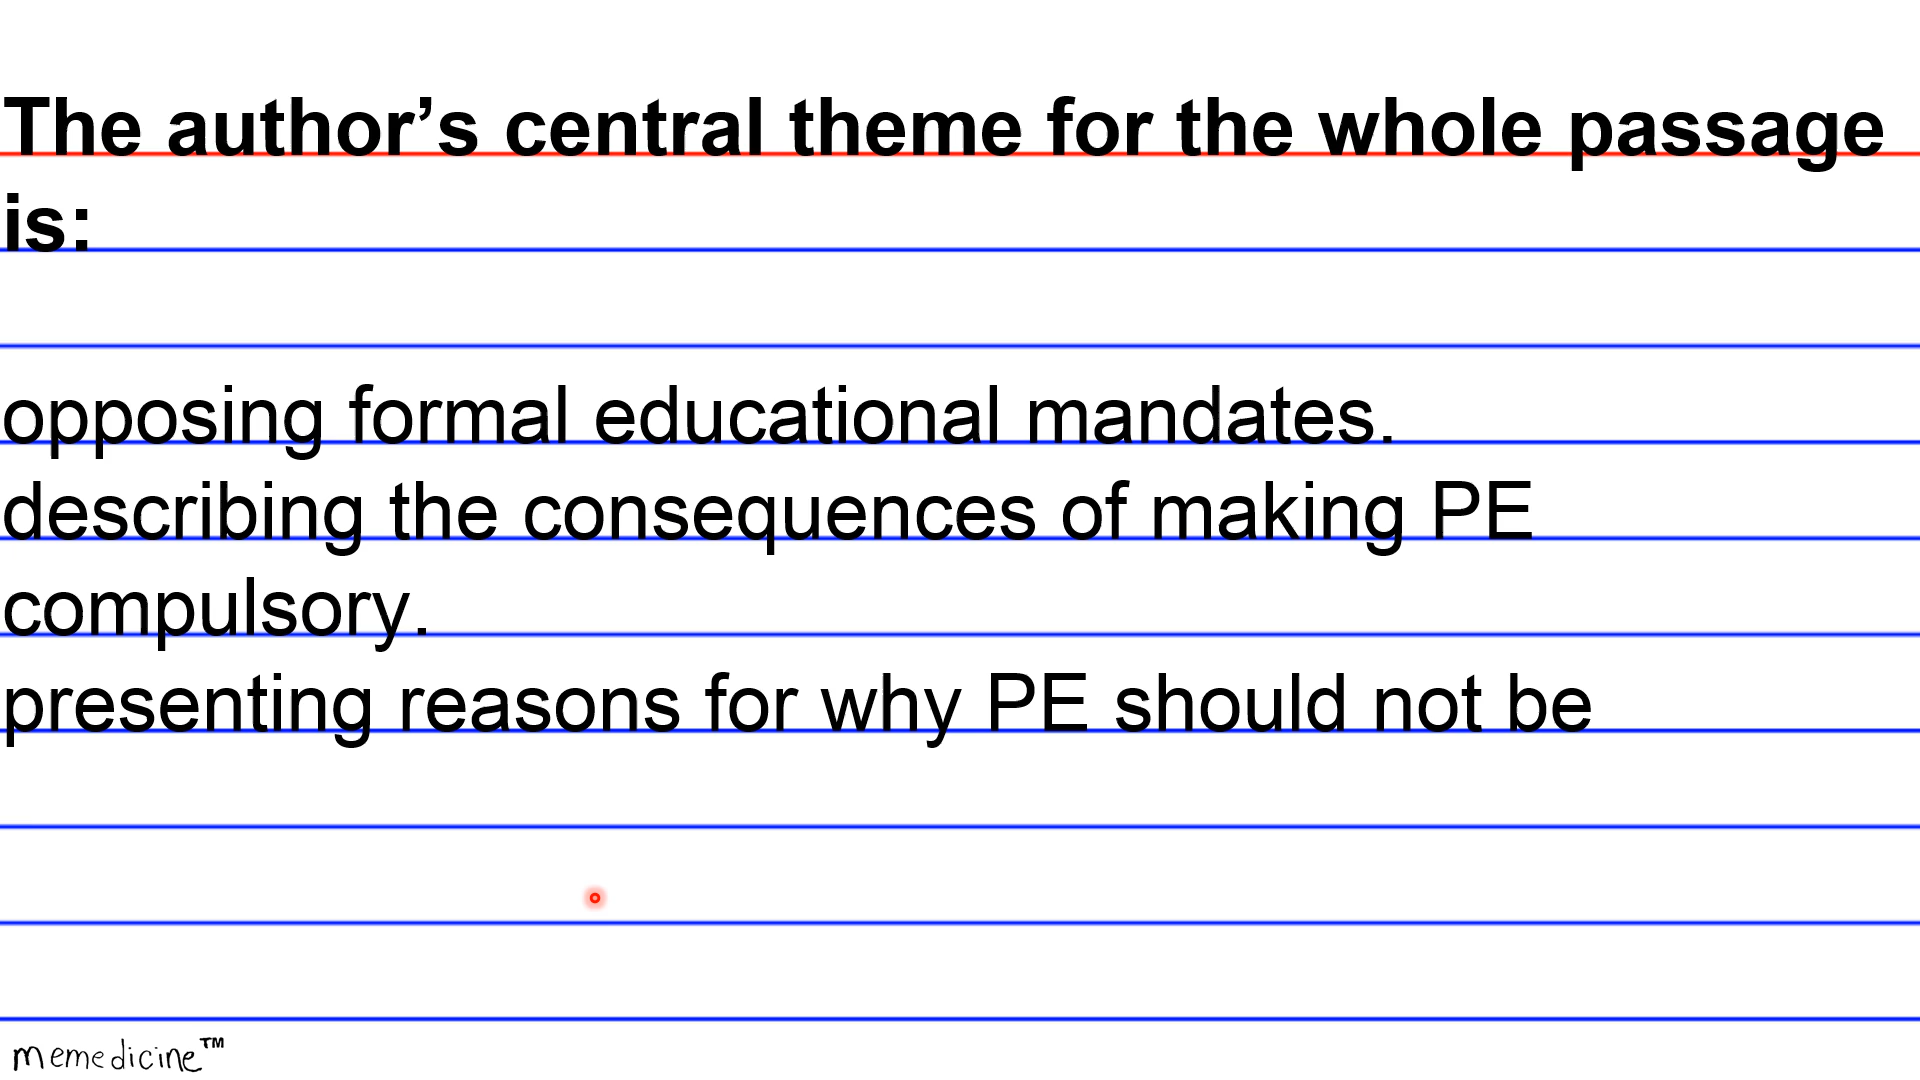 The author’s central theme for the whole passage
is:
opposing formal educational mandates.
describing the consequences of making PE
compulsory.
presenting reasons for why PE should not be
memedicine™